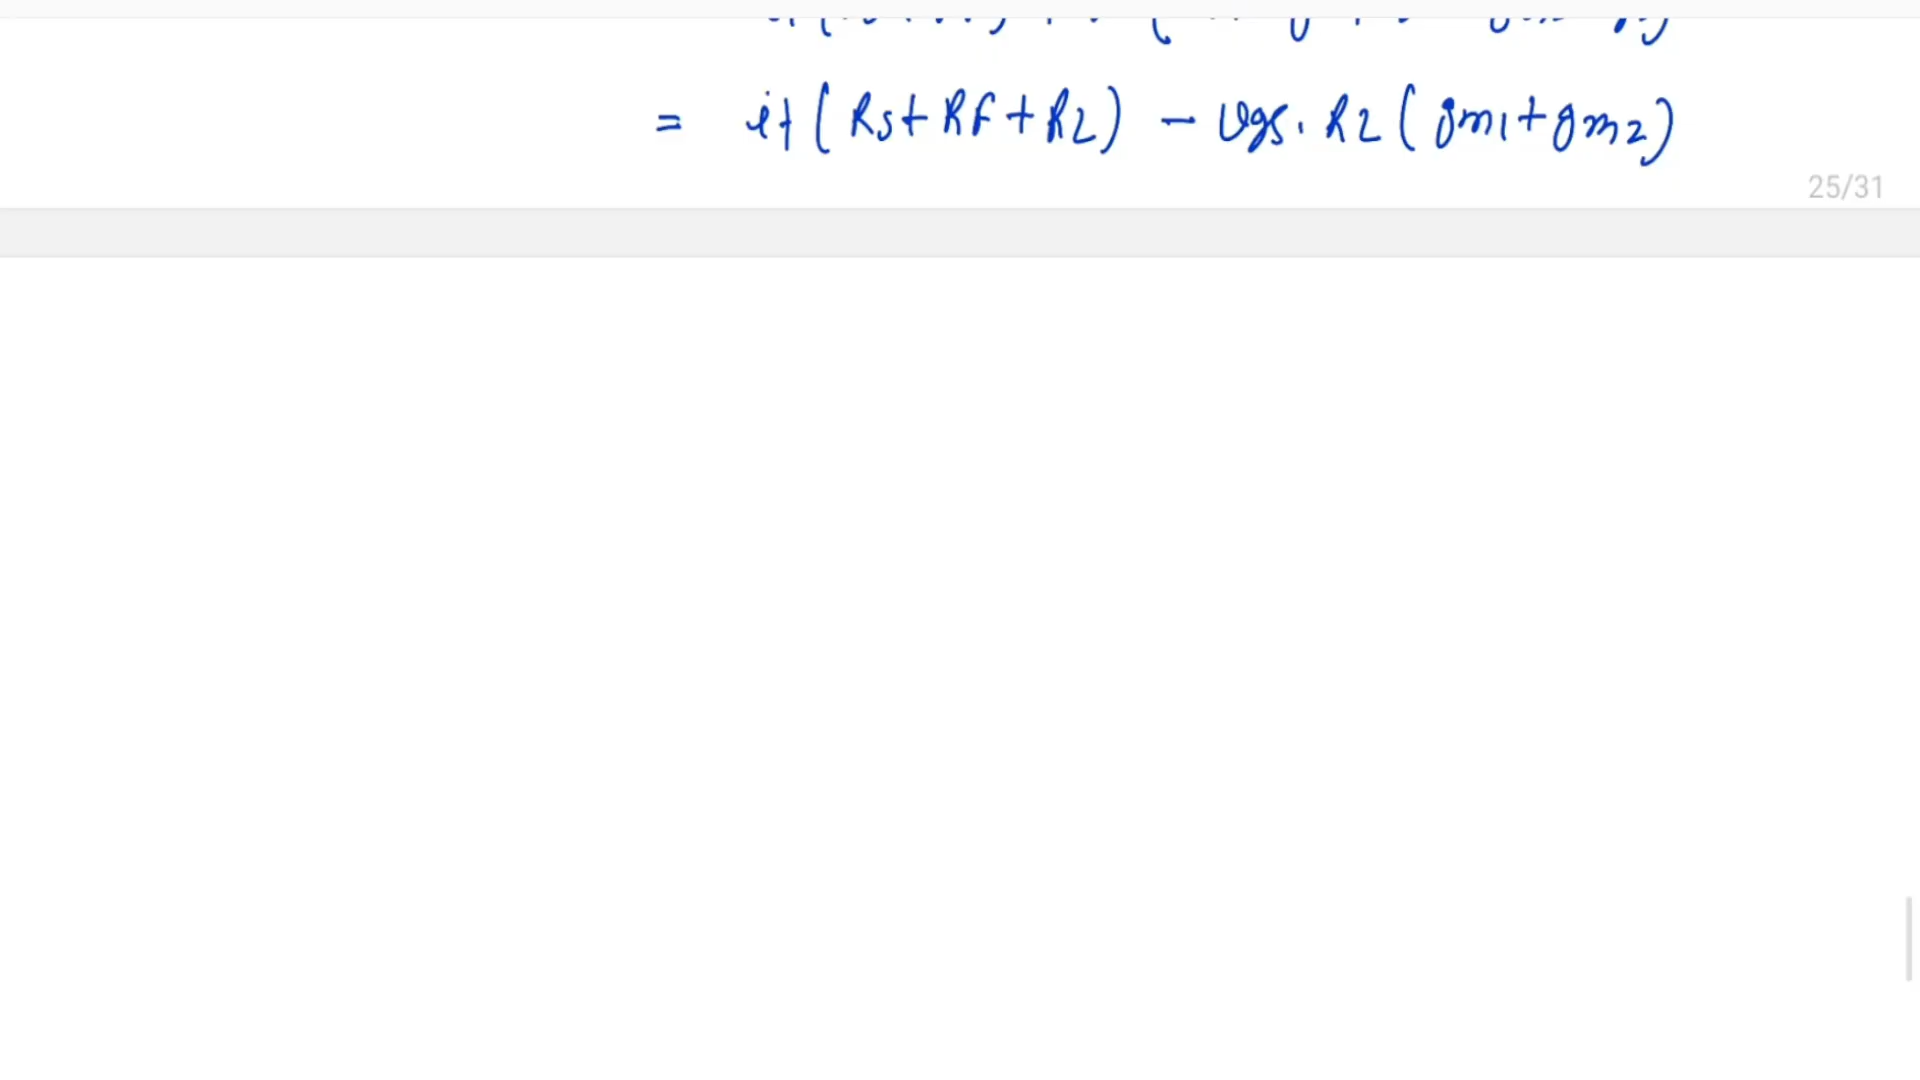 = it (Rs + RF + R2) - vgs. R2 (gm1 + gm2)
25/31